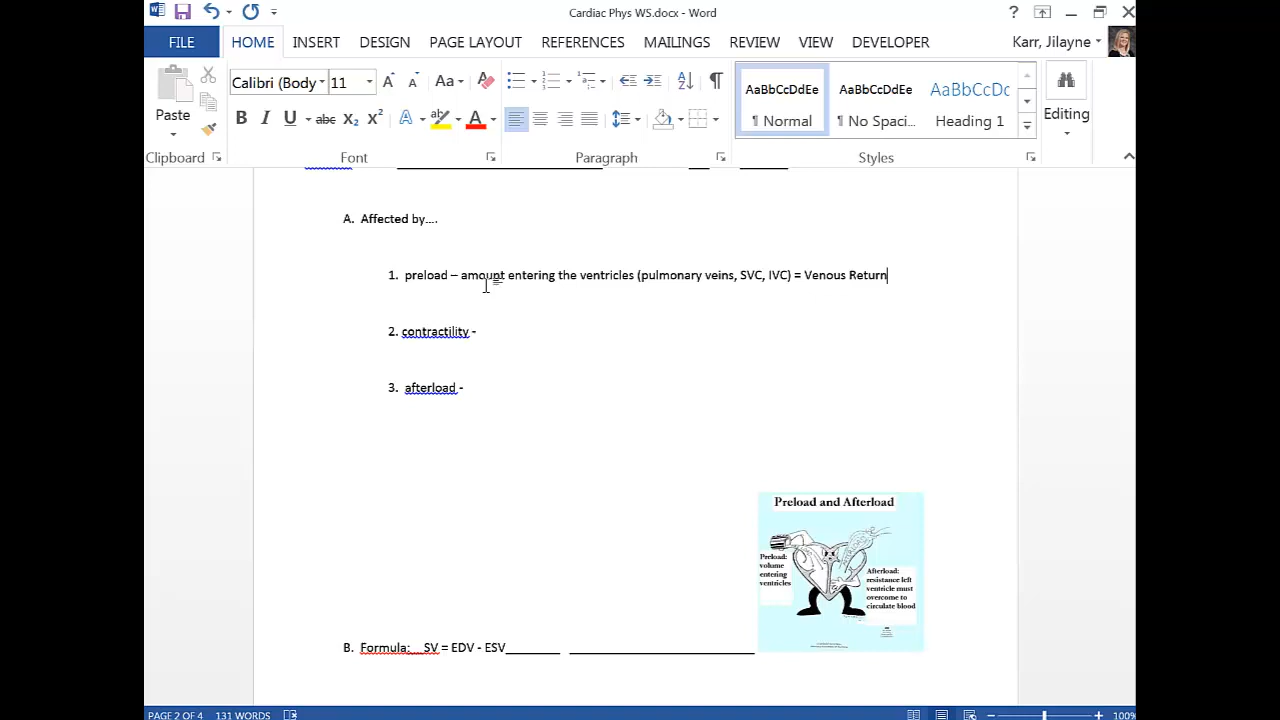 Cardiac Phys WS.docx - Word
?
FILE HOME INSERT DESIGN PAGE LAYOUT REFERENCES MAILINGS REVIEW VIEW DEVELOPER Karr, Jilayne
Calibri (Body 11 Aa
AaBbCcDdEe AaBbCcDdEe AaBbCcDc
Paste B I U abc X₂ X² A A ¶ Normal ¶ No Spaci... Heading 1 Editing
Clipboard Font Paragraph Styles
A. Affected by....
1. preload – amount entering the ventricles (pulmonary veins, SVC, IVC) = Venous Return
2. contractility -
3. afterload -
Preload and Afterload
Preload:
volume
entering
ventricles
Afterload:
resistance left
ventricle must
overcome to
circulate blood
B. Formula: SV = EDV - ESV
PAGE 2 OF 4 131 WORDS 100%